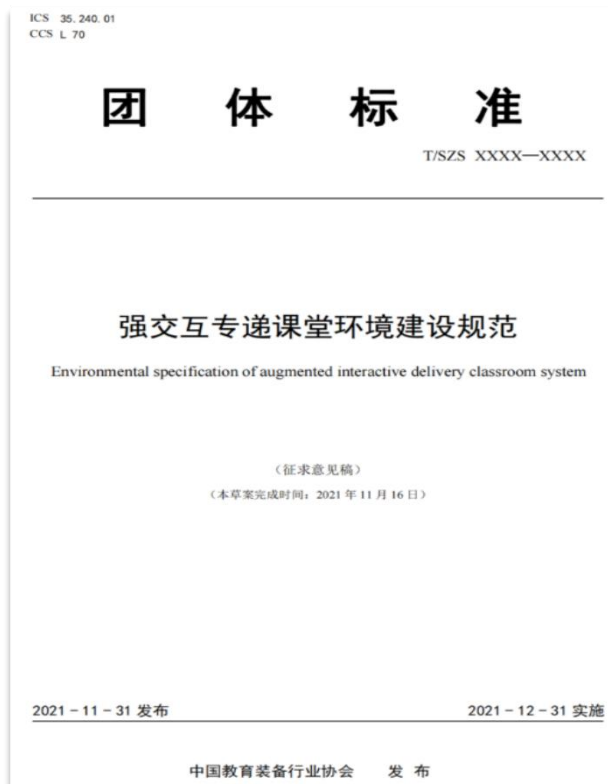 ICS 35.240.01
CCS L 70
团体标准
T/SZS XXXX—XXXX
强交互专递课堂环境建设规范
Environmental specification of augmented interactive delivery classroom system
（征求意见稿）
（本草案完成时间：2021 年 11 月 16 日）
2021－11－31 发布 2021－12－31 实施
中国教育装备行业协会 发 布